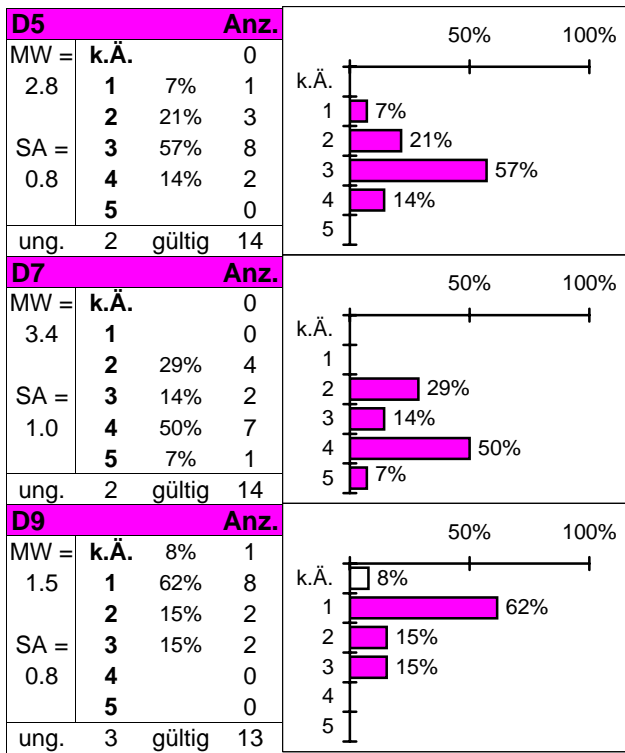 D5 Anz.
MW = k.Ä. 0
2.8 1 7% 1
2 21% 3
SA = 3 57% 8
0.8 4 14% 2
5 0
ung. 2 gültig 14
50% 100%
k.Ä.
1 7%
2 21%
3 57%
4 14%
5
D7 Anz.
MW = k.Ä. 0
3.4 1 0
2 29% 4
SA = 3 14% 2
1.0 4 50% 7
5 7% 1
ung. 2 gültig 14
50% 100%
k.Ä.
1
2 29%
3 14%
4 50%
5 7%
D9 Anz.
MW = k.Ä. 8% 1
1.5 1 62% 8
2 15% 2
SA = 3 15% 2
0.8 4 0
5 0
ung. 3 gültig 13
50% 100%
k.Ä. 8%
1 62%
2 15%
3 15%
4
5